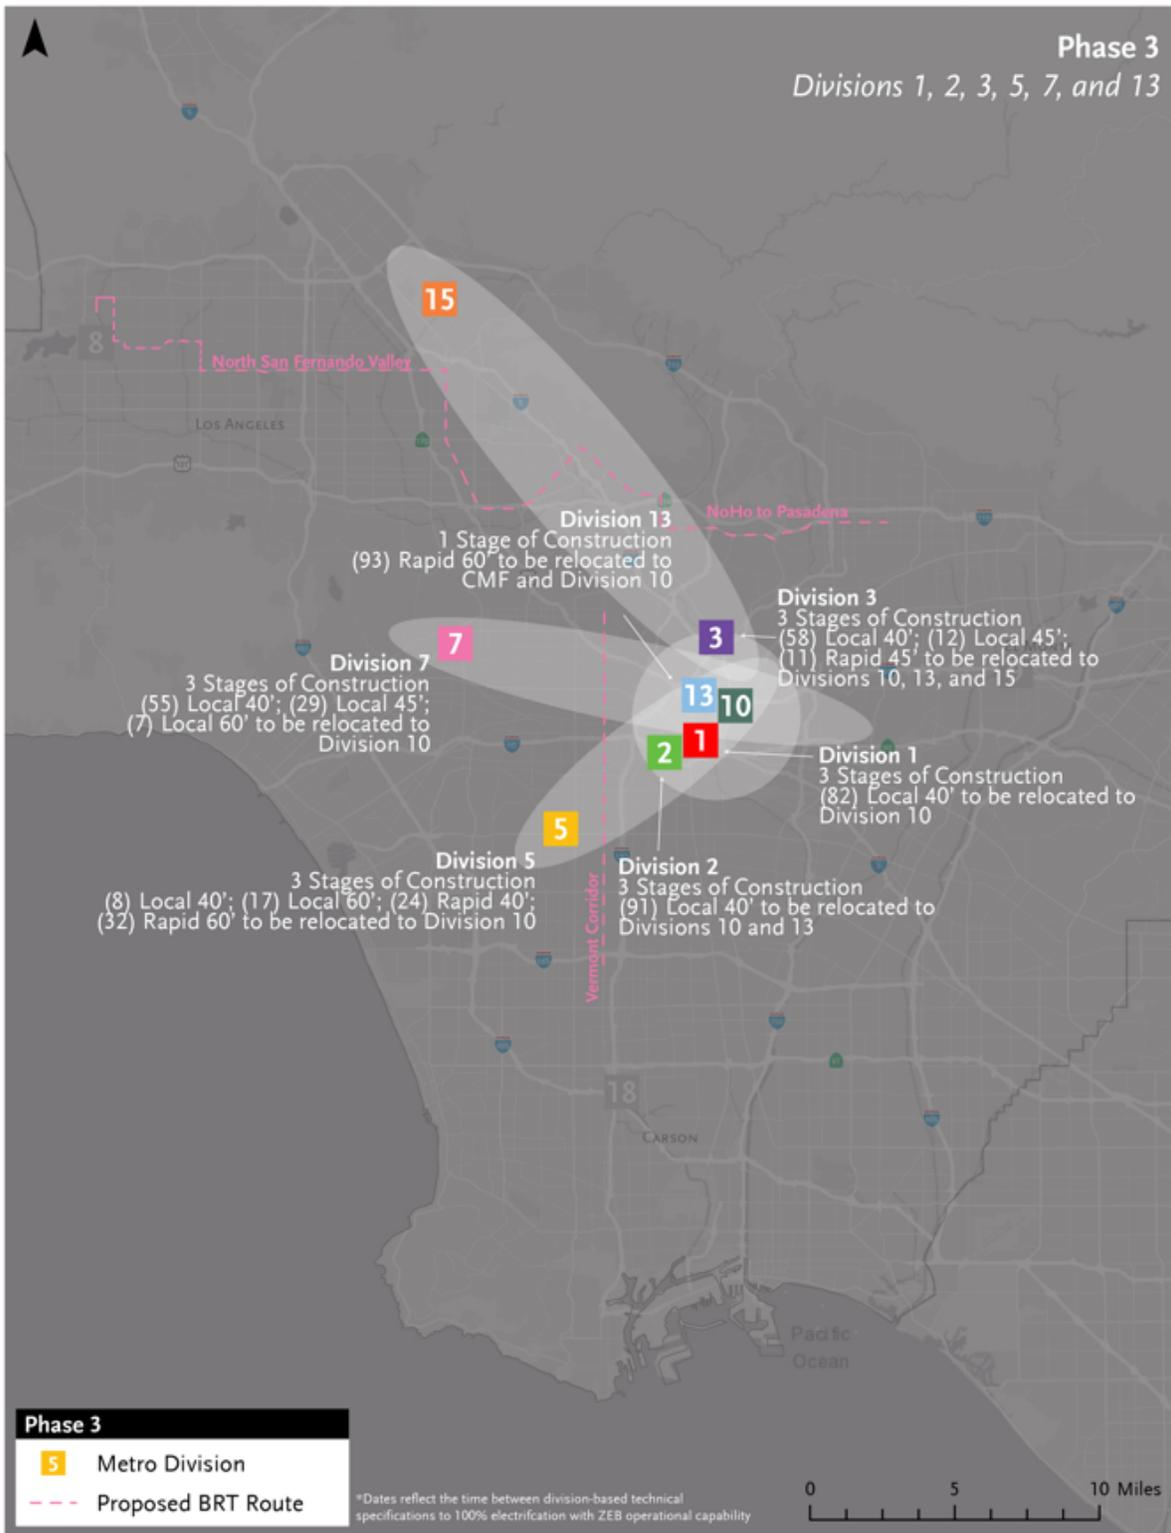 Phase 3
Divisions 1, 2, 3, 5, 7, and 13
15
8
North San Fernando Valley
LOS ANGELES
NoHo to Pasadena
Division 13
1 Stage of Construction
(93) Rapid 60' to be relocated to
CMF and Division 10
Division 3
3 Stages of Construction
(58) Local 40'; (12) Local 45';
(11) Rapid 45' to be relocated to
Divisions 10, 13, and 15
3
7
Division 7
3 Stages of Construction
(55) Local 40'; (29) Local 45';
(7) Local 60' to be relocated to
Division 10
13
10
1
2
Division 1
3 Stages of Construction
(82) Local 40' to be relocated to
Division 10
5
Division 5
3 Stages of Construction
(8) Local 40'; (17) Local 60'; (24) Rapid 40';
(32) Rapid 60' to be relocated to Division 10
Division 2
3 Stages of Construction
(91) Local 40' to be relocated to
Divisions 10 and 13
Vermont Corridor
18
CARSON
Pacific
Ocean
Phase 3
5 Metro Division
Proposed BRT Route
*Dates reflect the time between division-based technical
specifications to 100% electrifcation with ZEB operational capability
0 5 10 Miles